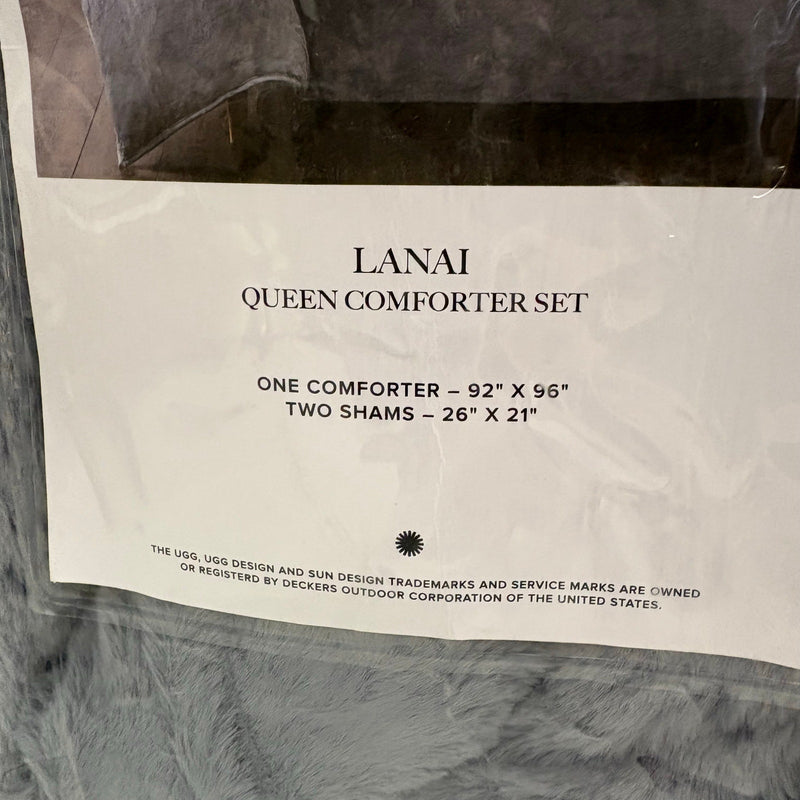 LANAI
QUEEN COMFORTER SET
ONE COMFORTER – 92" X 96"
TWO SHAMS – 26" X 21"
THE UGG, UGG DESIGN AND SUN DESIGN TRADEMARKS AND SERVICE MARKS ARE OWNED
OR REGISTERD BY DECKERS OUTDOOR CORPORATION OF THE UNITED STATES.